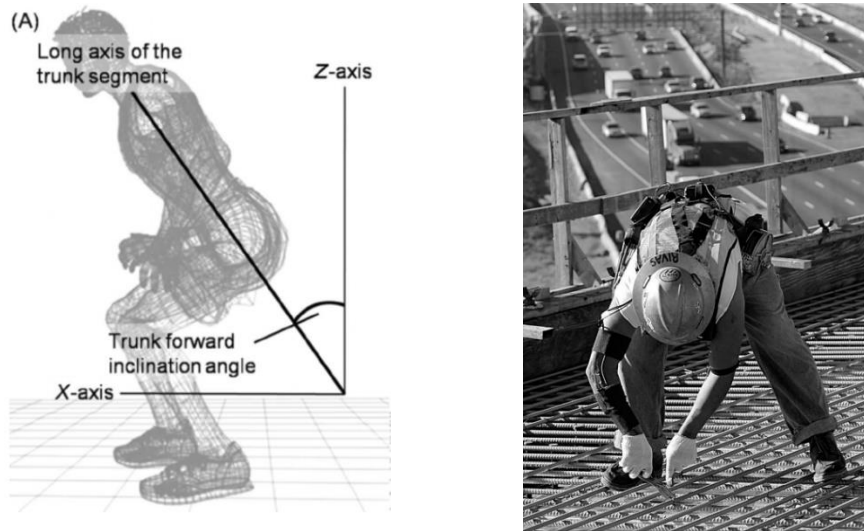 (A)
Long axis of the
trunk segment
Z-axis
Trunk forward
inclination angle
X-axis
RIVAS